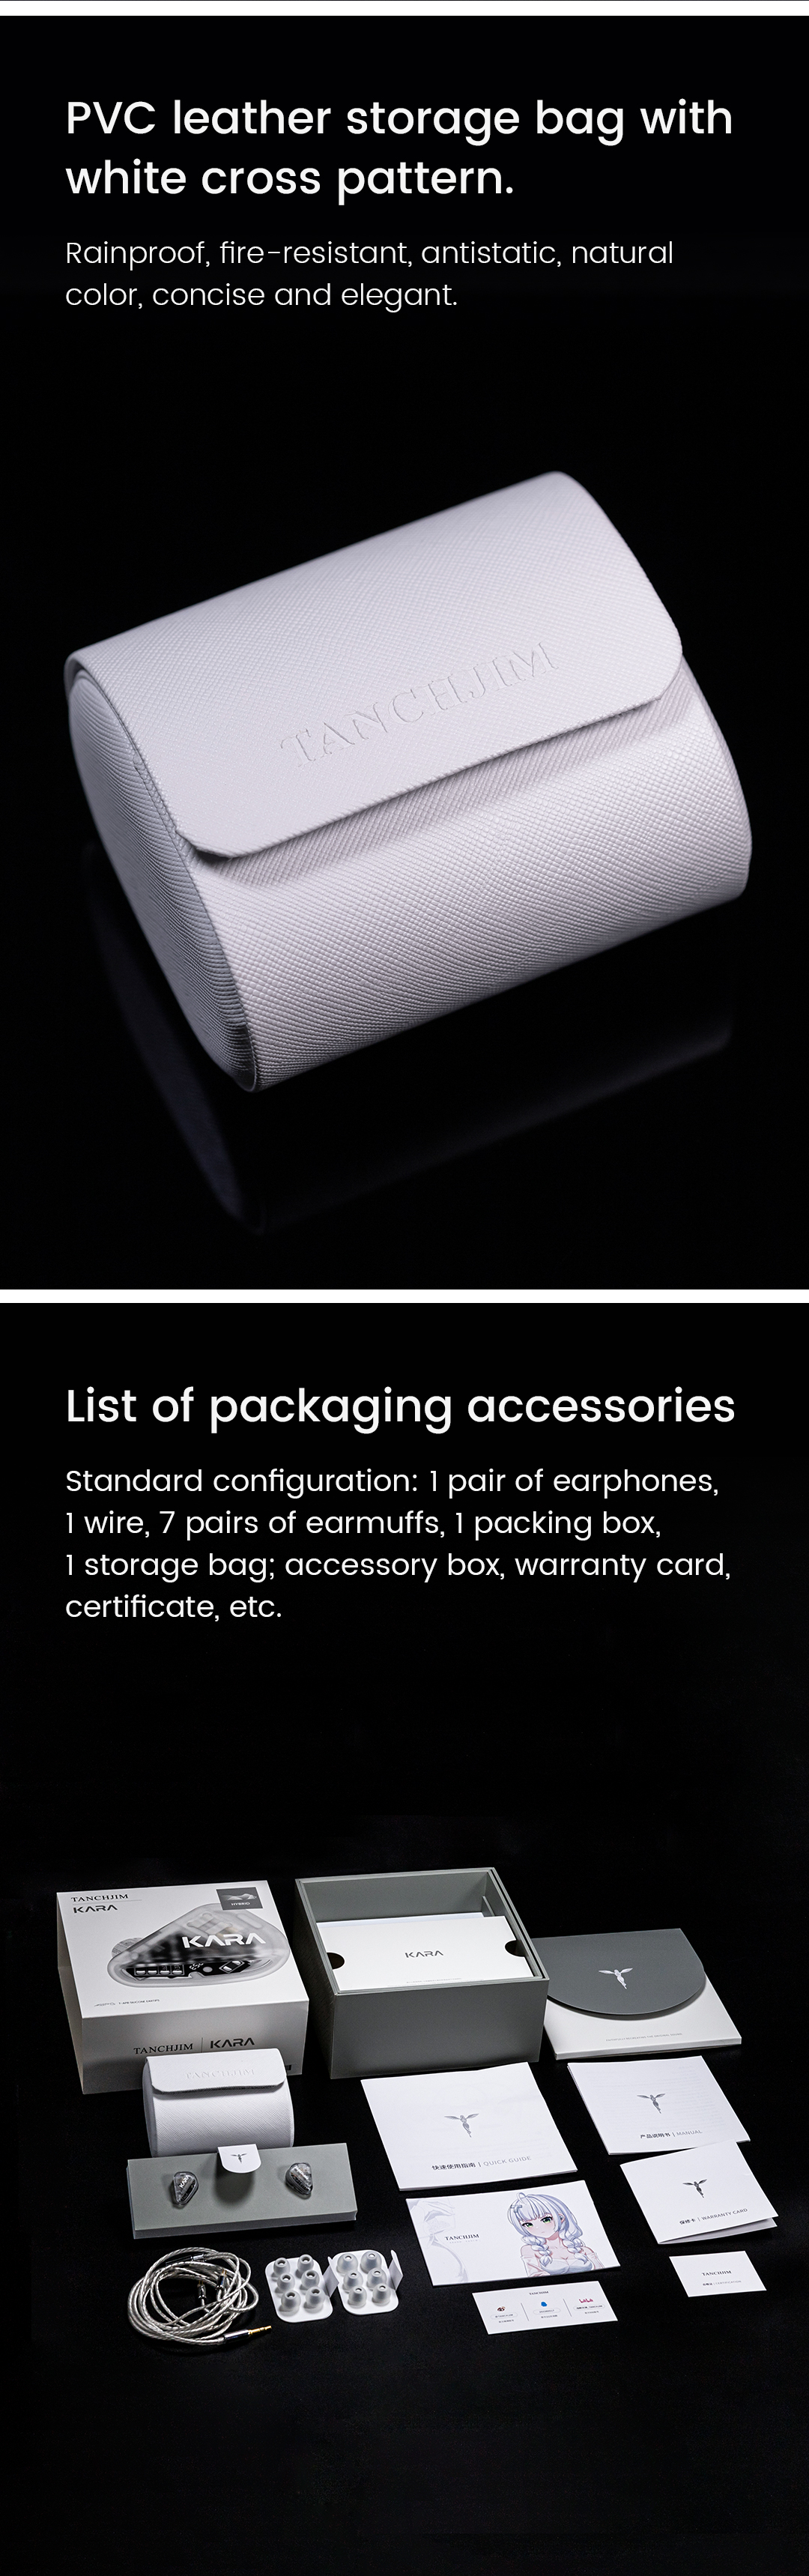 PVC leather storage bag with
white cross pattern.
Rainproof, fire-resistant, antistatic, natural
color, concise and elegant.
TANCHJIM
List of packaging accessories
Standard configuration: 1 pair of earphones,
1 wire, 7 pairs of earmuffs, 1 packing box,
1 storage bag; accessory box, warranty card,
certificate, etc.
TANCHJIM
KARA
HYBRID
KARA
TANCHJIM | KARA
KARA
TANCHJIM
快速使用指南 | QUICK GUIDE
产品说明书 | MANUAL
TANCHJIM
保修卡 | WARRANTY CARD
TANCHJIM
TANCHJIM